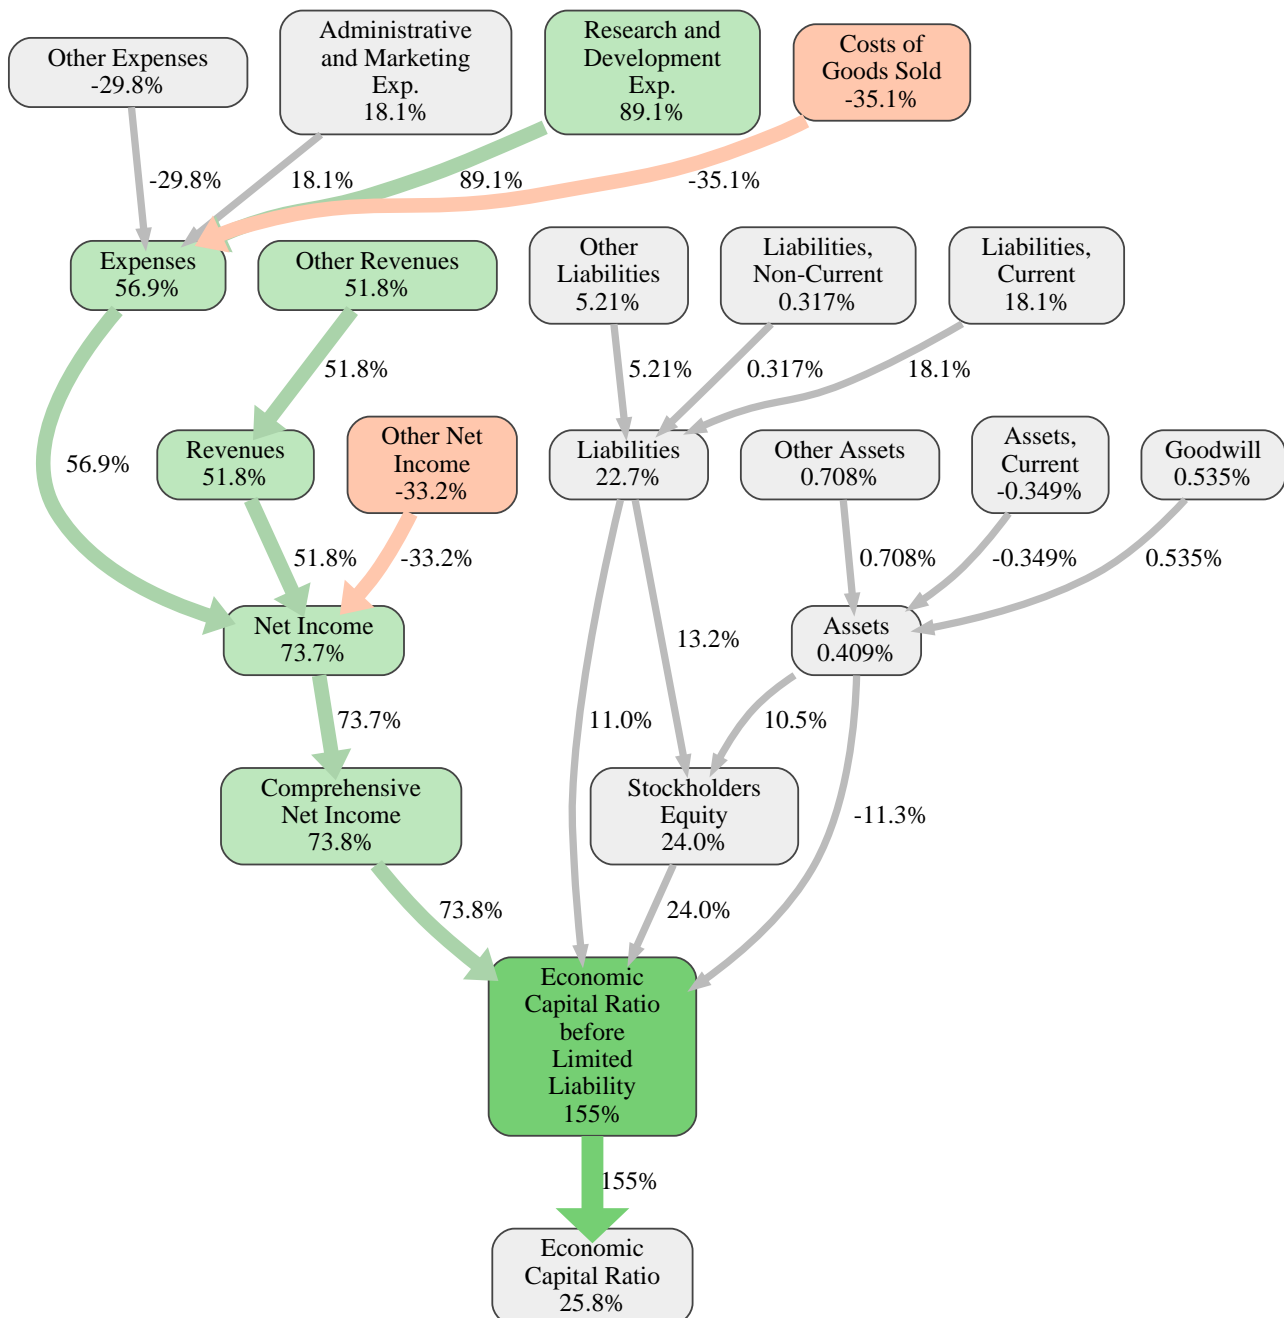 Other Expenses
-29.8%
Administrative
and Marketing
Exp.
18.1%
Research and
Development
Exp.
89.1%
Costs of
Goods Sold
-35.1%
-29.8%
18.1%
89.1%
-35.1%
Expenses
56.9%
Other Revenues
51.8%
Other
Liabilities
5.21%
Liabilities,
Non-Current
0.317%
Liabilities,
Current
18.1%
51.8%
5.21%
0.317%
18.1%
56.9%
Revenues
51.8%
Other Net
Income
-33.2%
Liabilities
22.7%
Other Assets
0.708%
Assets,
Current
-0.349%
Goodwill
0.535%
51.8%
-33.2%
0.708%
-0.349%
0.535%
Net Income
73.7%
13.2%
Assets
0.409%
73.7%
11.0%
10.5%
Comprehensive
Net Income
73.8%
Stockholders
Equity
24.0%
-11.3%
73.8%
24.0%
Economic
Capital Ratio
before
Limited
Liability
155%
155%
Economic
Capital Ratio
25.8%